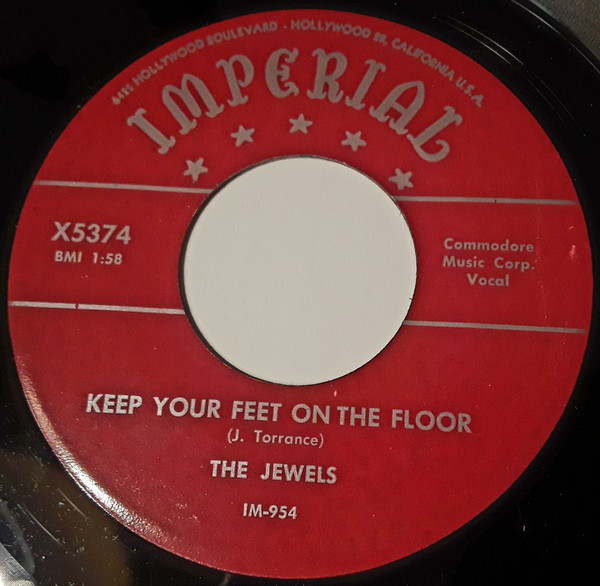 6425 HOLLYWOOD BOULEVARD - HOLLYWOOD 28, CALIFORNIA U.S.A.
IMPERIAL
X5374
BMI 1:58
Commodore
Music Corp.
Vocal
KEEP YOUR FEET ON THE FLOOR
(J. Torrance)
THE JEWELS
IM-954